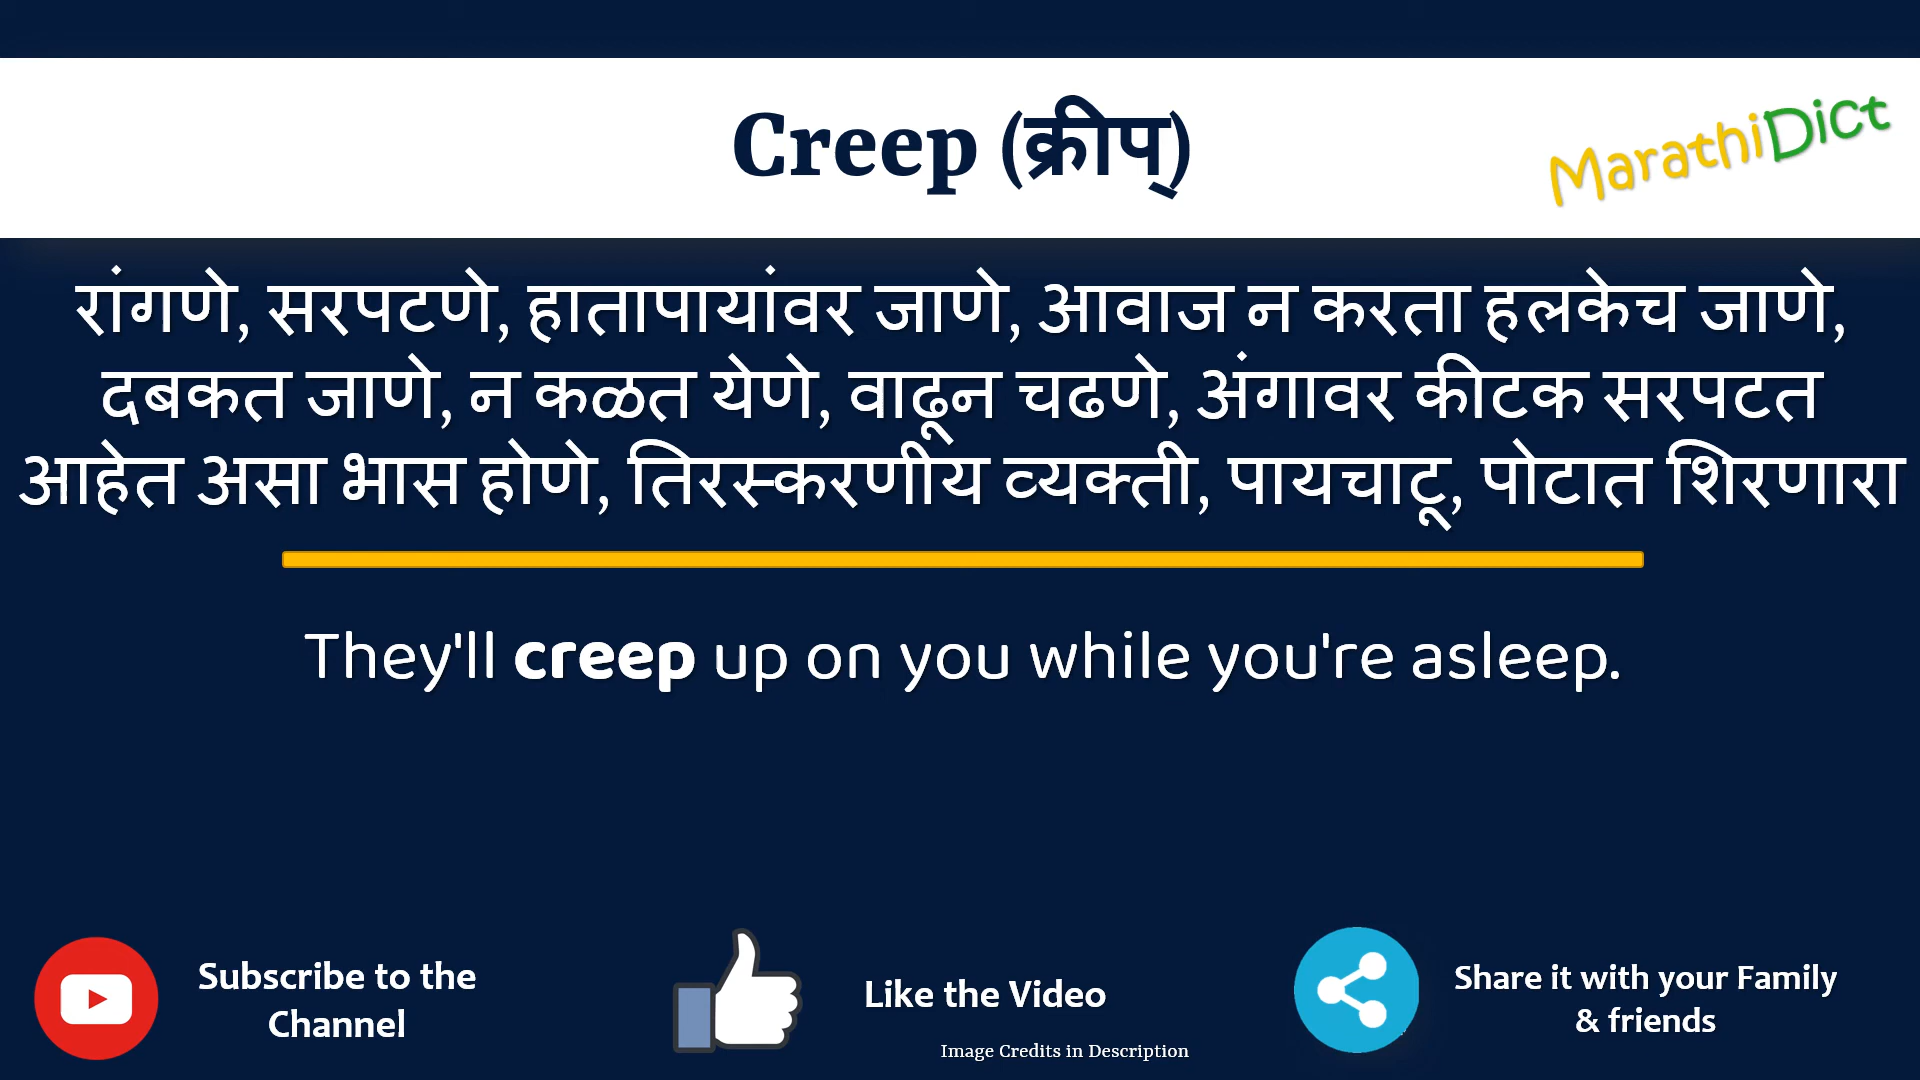 Creep (क्रीप्)
MarathiDict
रांगणे, सरपटणे, हातापायांवर जाणे, आवाज न करता हलकेच जाणे,
दबकत जाणे, न कळत येणे, वाढून चढणे, अंगावर कीटक सरपटत
आहेत असा भास होणे, तिरस्करणीय व्यक्ती, पायचाटू, पोटात शिरणारा
They'll creep up on you while you're asleep.
Subscribe to the
Channel
Like the Video
Share it with your Family
& friends
Image Credits in Description